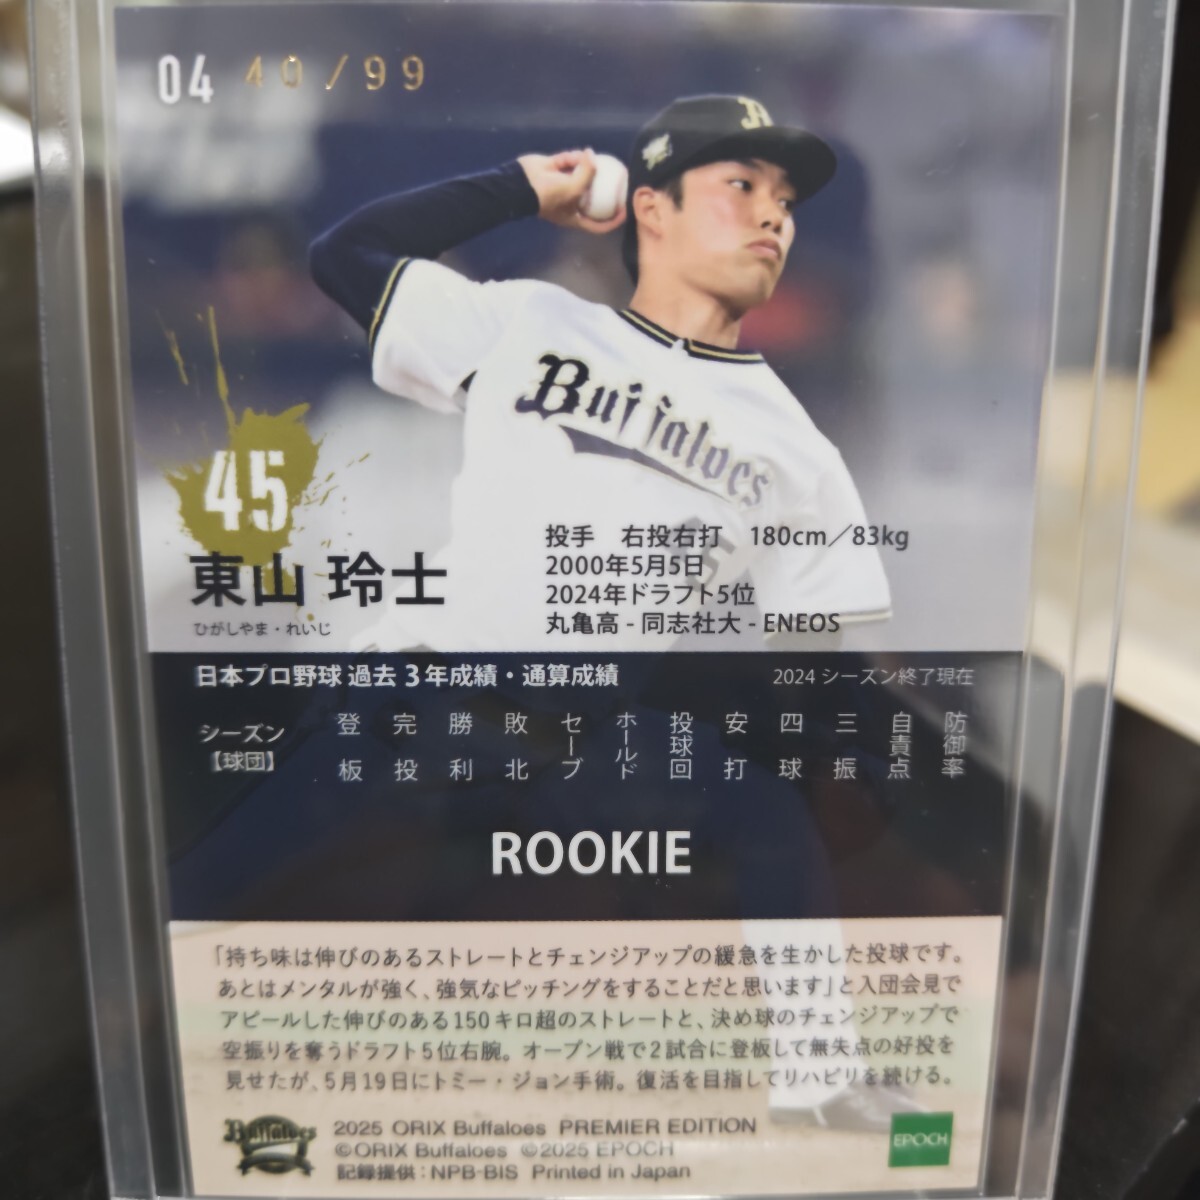 04 40/99
Buffaloes
45
東山 玲士
ひがしやま・れいじ
投手 右投右打 180cm／83kg
2000年5月5日
2024年ドラフト5位
丸亀高 - 同志社大 - ENEOS
日本プロ野球 過去 3 年成績・通算成績 2024 シーズン終了現在
シーズン【球団】 登板 完投 勝利 敗北 セーブ ホールド 投球回 安打 四球 三振 自責点 防御率
ROOKIE
「持ち味は伸びのあるストレートとチェンジアップの緩急を生かした投球です。
あとはメンタルが強く、強気なピッチングをすることだと思います」と入団会見で
アピールした伸びのある150キロ超のストレートと、決め球のチェンジアップで
空振りを奪うドラフト5位右腕。オープン戦で2試合に登板して無失点の好投を
見せたが、5月19日にトミー・ジョン手術。復活を目指してリハビリを続ける。
Buffaloes
2025 ORIX Buffaloes PREMIER EDITION
©ORIX Buffaloes ©2025 EPOCH
記録提供：NPB-BIS Printed in Japan
EPOCH